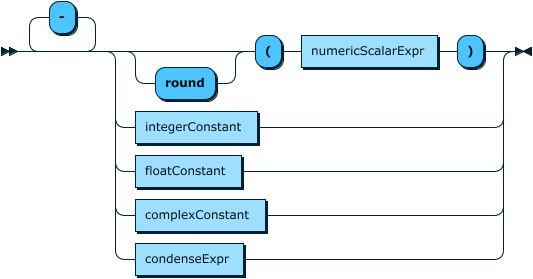 -
( numericScalarExpr )
round
integerConstant
floatConstant
complexConstant
condenseExpr